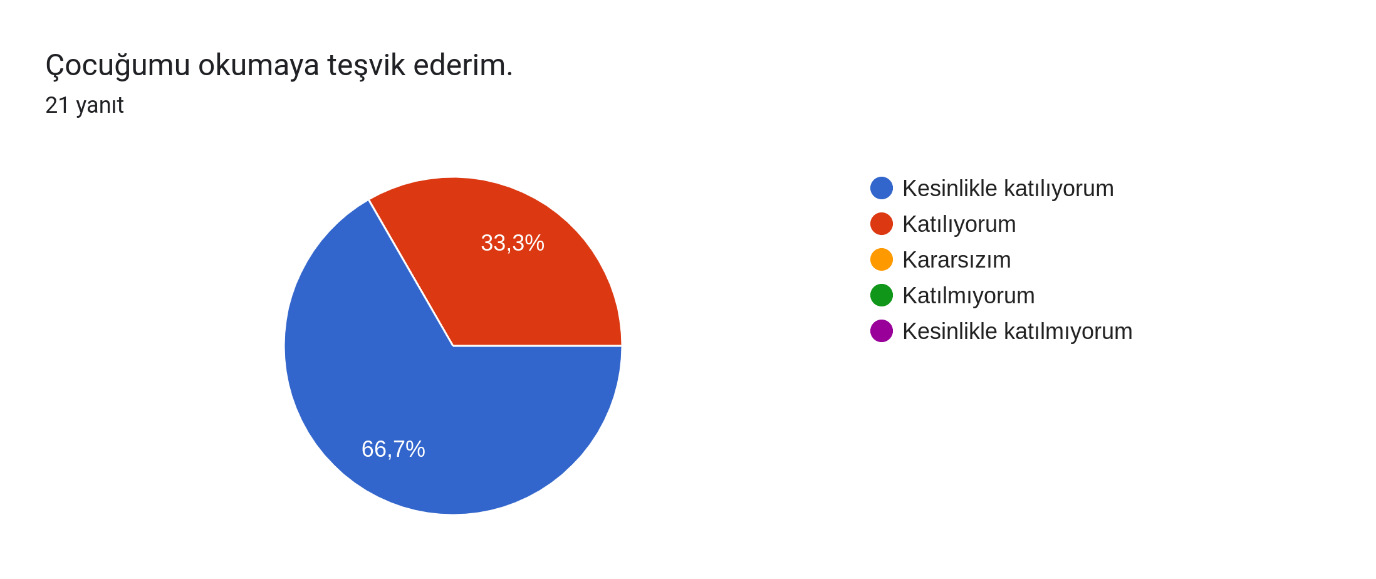 Çocuğumu okumaya teşvik ederim.
21 yanıt
Kesinlikle katılıyorum
Katılıyorum
Kararsızım
Katılmıyorum
Kesinlikle katılmıyorum
33,3%
66,7%